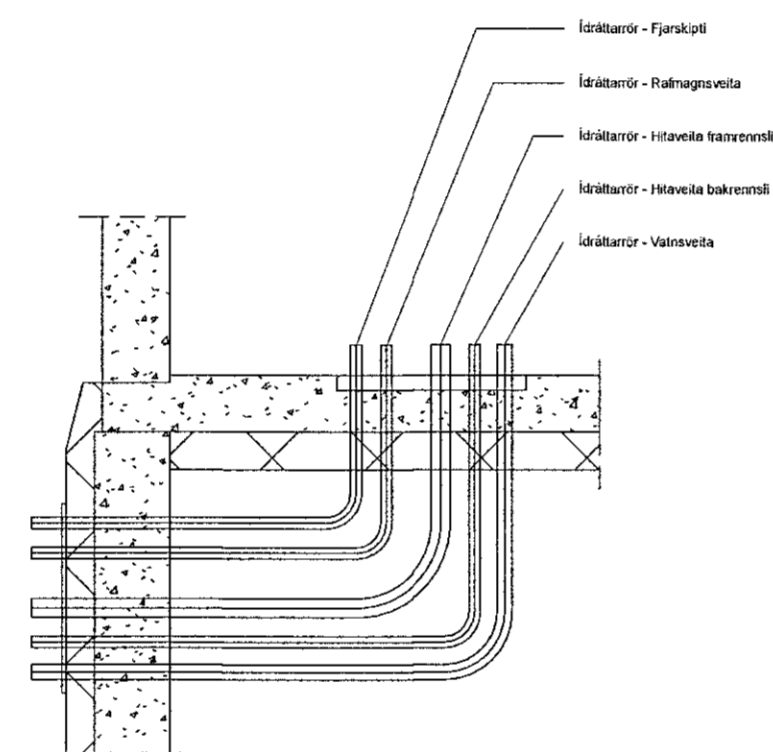 Ídráttarrör - Fjarskipti
Ídráttarrör - Rafmagnsveita
Ídráttarrör - Hitaveita framrennsli
Ídráttarrör - Hitaveita bakrennsli
Ídráttarrör - Vatnsveita